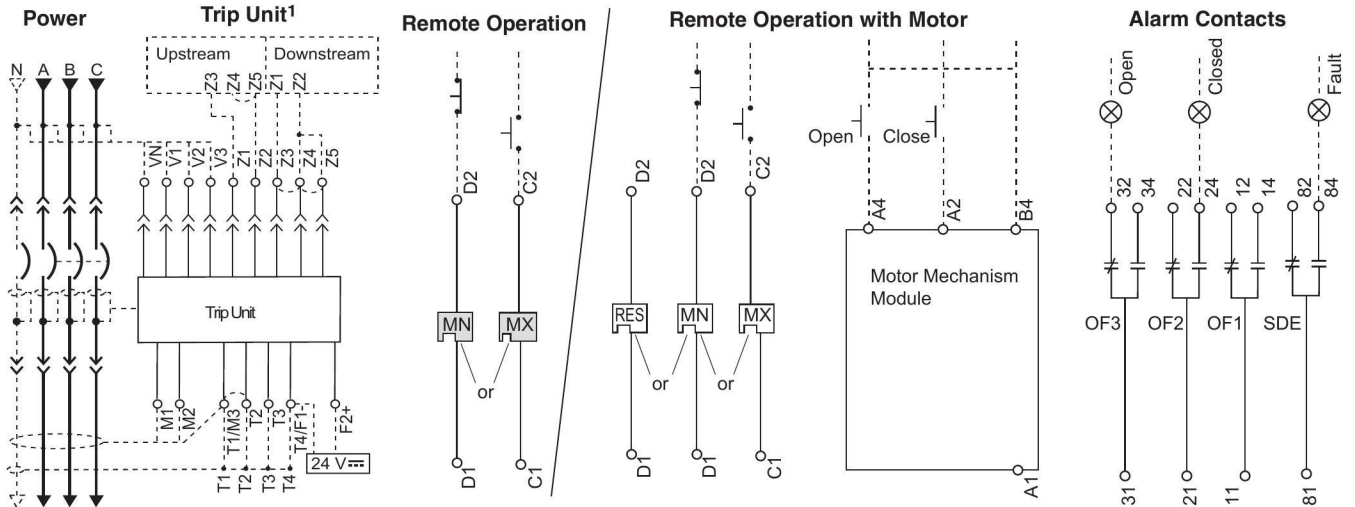 Power
N A B C
Trip Unit1
Upstream Downstream
Z3 Z4 Z5 Z1 Z2
VN V1 V2 V3 Z1 Z2 Z3 Z4 Z5
Trip Unit
M1 M2 T1/M3 T2 T3 T4/F1- F2+
24 V
T1 T2 T3 T4
Remote Operation
D2 C2
MN MX
or
D1 C1
Remote Operation with Motor
Open Close
D2 D2 C2
A4 A2 B4
RES MN MX
or or
Motor Mechanism
Module
D1 D1 C1
A1
Alarm Contacts
Open Closed Fault
32 34 22 24 12 14 82 84
OF3 OF2 OF1 SDE
31 21 11 81